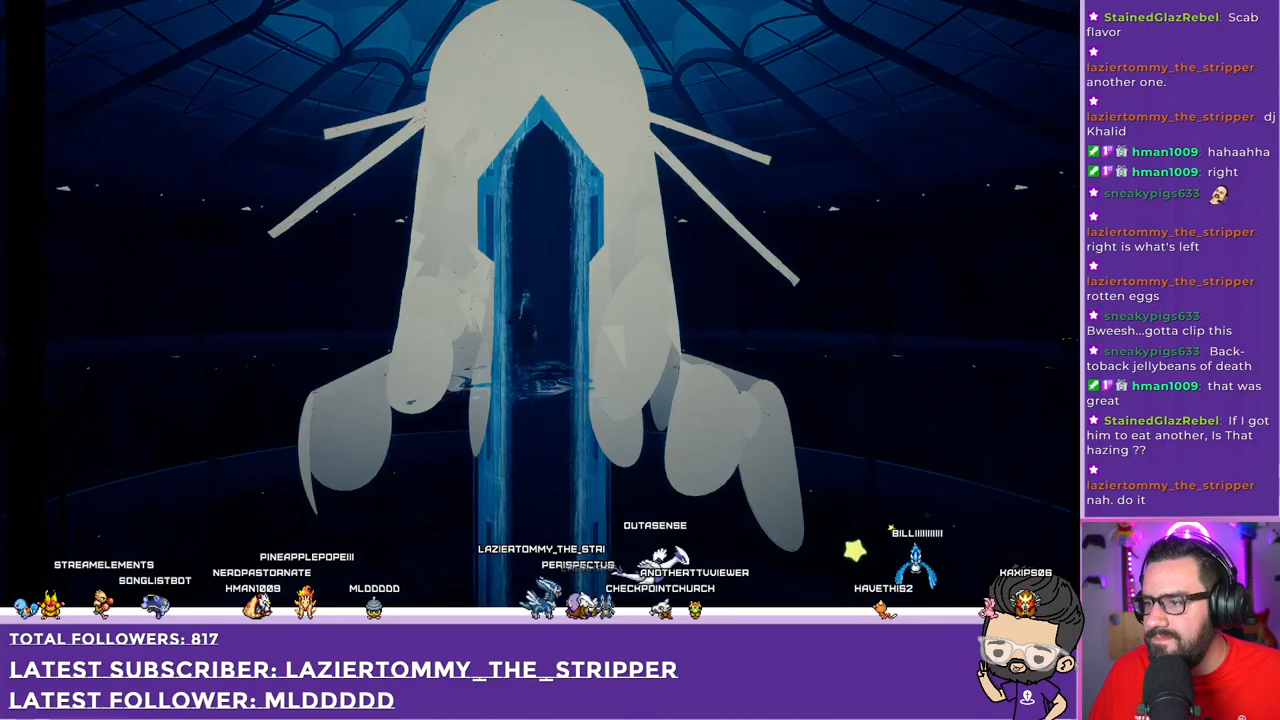 StainedGlazRebel: Scab
flavor
laziertommy_the_stripper
another one.
laziertommy_the_stripper dj
Khalid
hman1009: hahaahha
hman1009: right
sneakypigs633
laziertommy_the_stripper
right is what's left
laziertommy_the_stripper
rotten eggs
sneakypigs633
Bweesh...gotta clip this
sneakypigs633 Back-
toback jellybeans of death
hman1009: that was
great
StainedGlazRebel: If I got
him to eat another, Is That
hazing ??
laziertommy_the_stripper
nah. do it
OUTASENSE
BILLIIIIIIIIIII
LAZIERTOMMY_THE_STRI
PINEAPPLEPOPEIII
STREAMELEMENTS
PERISPECTUS
NERDPASTORNATE
ANOTHERTTVVIEWER
KAXIPS06
SONGLISTBOT
HMAN1009
MLDDDDD
CHECKPOINTCHURCH
HAVETHIS2
TOTAL FOLLOWERS: 817
LATEST SUBSCRIBER: LAZIERTOMMY_THE_STRIPPER
LATEST FOLLOWER: MLDDDDD